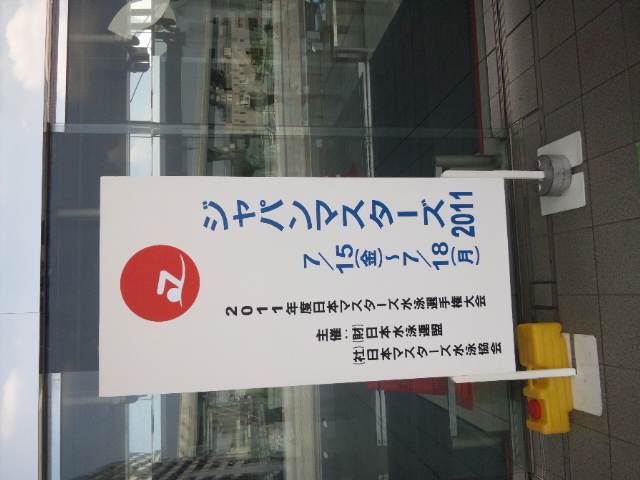 ジャパンマスターズ2011
7/15(金)~7/18(月)
2011年度日本マスターズ水泳選手権大会
主催:(財)日本水泳連盟
(社)日本マスターズ水泳協会